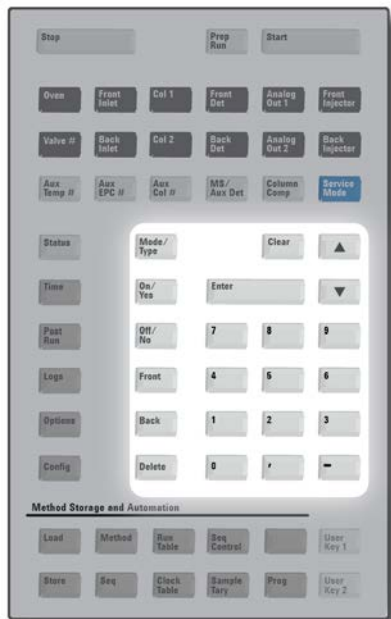 Stop
Prep
Run
Start
Oven
Front
Inlet
Col 1
Front
Det
Analog
Out 1
Front
Injector
Valve #
Back
Inlet
Col 2
Back
Det
Analog
Out 2
Back
Injector
Aux
Temp #
Aux
EPC #
Aux
Col #
MS/
Aux Det
Column
Comp
Service
Mode
Status
Mode/
Type
Clear
▲
Time
On/
Yes
Enter
▼
Post
Run
Off/
No
7
8
9
Logs
Front
4
5
6
Options
Back
1
2
3
Config
Delete
0
,
-
Method Storage and Automation
Load
Method
Run
Table
Seq
Control
User
Key 1
Store
Seq
Clock
Table
Sample
Tary
Prog
User
Key 2